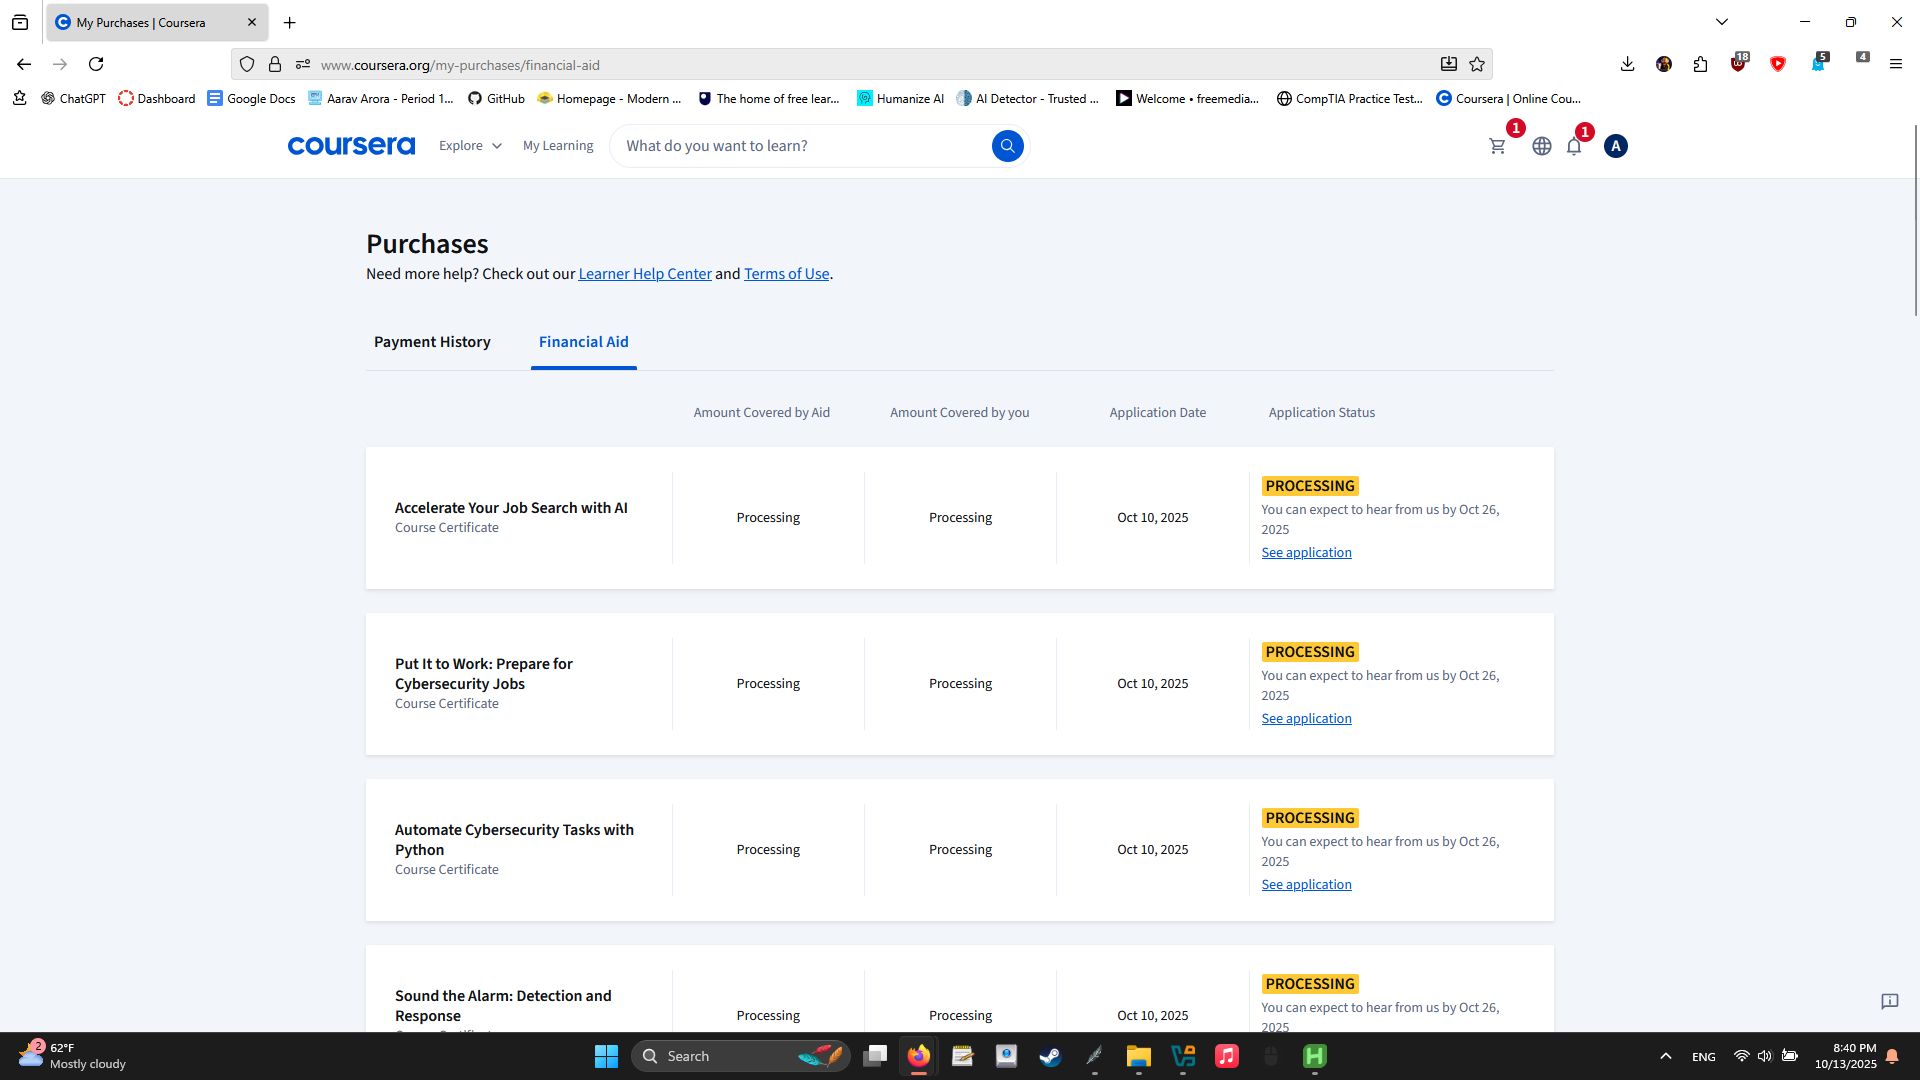 My Purchases | Coursera
www.coursera.org/my-purchases/financial-aid
18
5
4
ChatGPT
Dashboard
Google Docs
Aarav Arora - Period 1...
GitHub
Homepage - Modern ...
The home of free lear...
Humanize AI
AI Detector - Trusted ...
Welcome • freemedia...
CompTIA Practice Test...
Coursera | Online Cou...
coursera
Explore
My Learning
What do you want to learn?
1
1
A
Purchases
Need more help? Check out our Learner Help Center and Terms of Use.
Payment History
Financial Aid
Amount Covered by Aid
Amount Covered by you
Application Date
Application Status
Accelerate Your Job Search with AI
Course Certificate
Processing
Processing
Oct 10, 2025
PROCESSING
You can expect to hear from us by Oct 26,
2025
See application
Put It to Work: Prepare for
Cybersecurity Jobs
Course Certificate
Processing
Processing
Oct 10, 2025
PROCESSING
You can expect to hear from us by Oct 26,
2025
See application
Automate Cybersecurity Tasks with
Python
Course Certificate
Processing
Processing
Oct 10, 2025
PROCESSING
You can expect to hear from us by Oct 26,
2025
See application
Sound the Alarm: Detection and
Response
Processing
Processing
Oct 10, 2025
PROCESSING
You can expect to hear from us by Oct 26,
2025
2
62°F
Mostly cloudy
Search
ENG
8:40 PM
10/13/2025